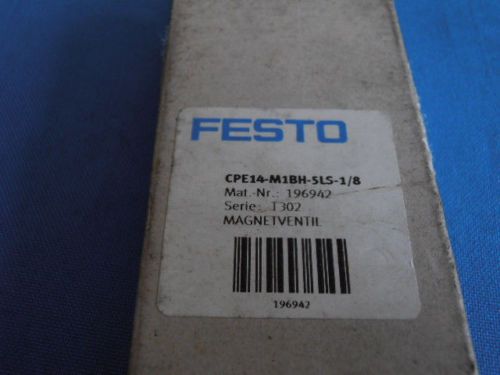 FESTO
CPE14-M1BH-5LS-1/8
Mat.-Nr.: 196942
Serie: T302
MAGNETVENTIL
196942